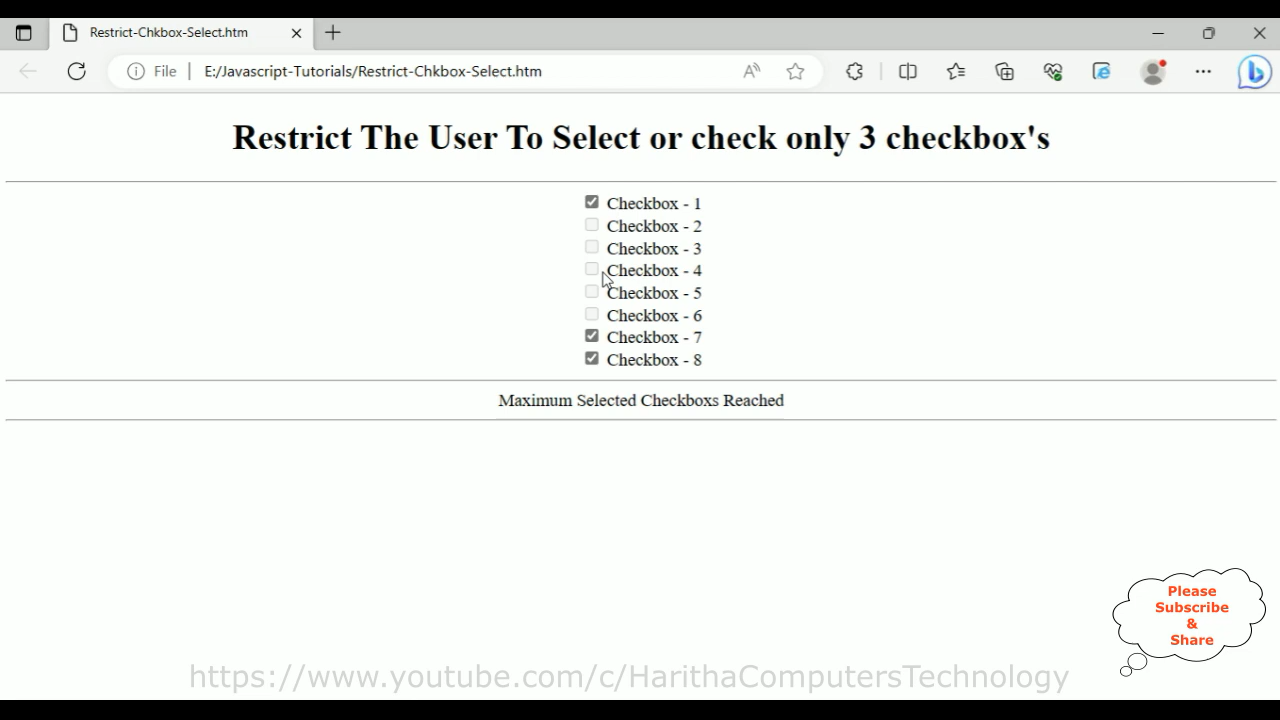 Restrict-Chkbox-Select.htm
File
E:/Javascript-Tutorials/Restrict-Chkbox-Select.htm
Restrict The User To Select or check only 3 checkbox's
Checkbox - 1
Checkbox - 2
Checkbox - 3
Checkbox - 4
Checkbox - 5
Checkbox - 6
Checkbox - 7
Checkbox - 8
Maximum Selected Checkboxs Reached
Please
Subscribe
&
Share
https://www.youtube.com/c/HarithaComputersTechnology